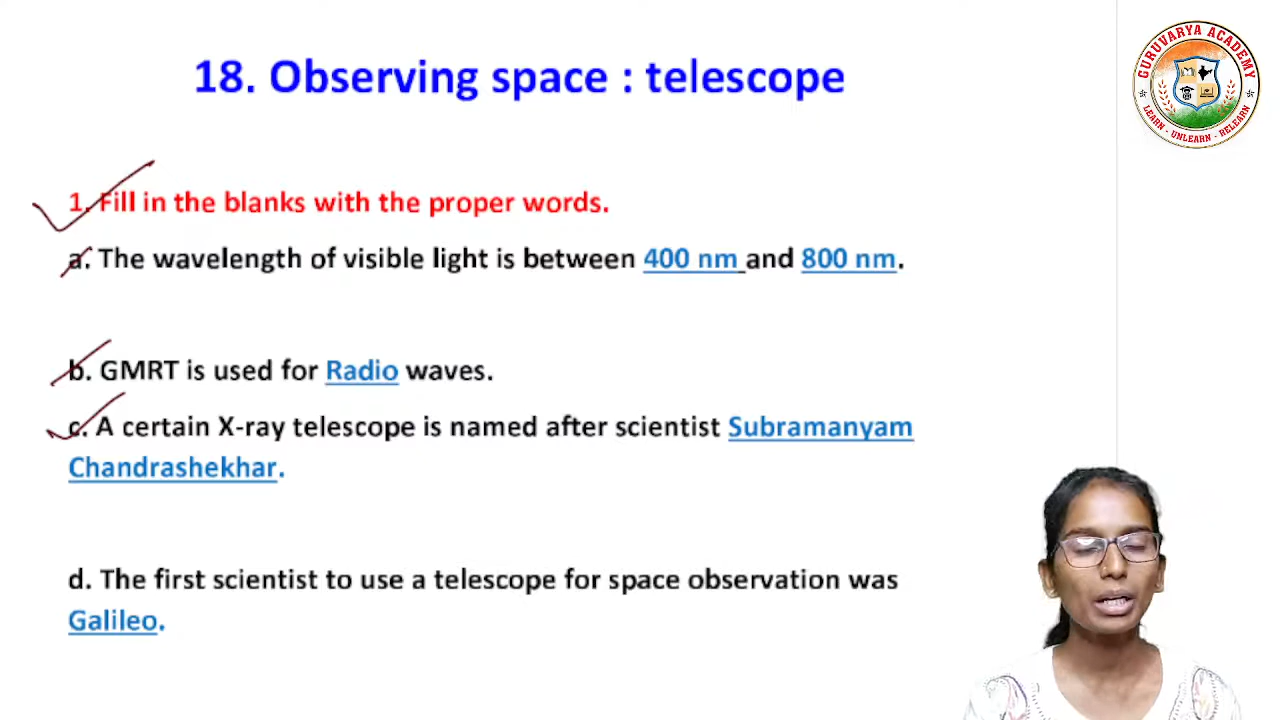 18. Observing space : telescope
GURUVARYA ACADEMY
LEARN - UNLEARN - RELEARN
1. Fill in the blanks with the proper words.
a. The wavelength of visible light is between 400 nm and 800 nm.
b. GMRT is used for Radio waves.
c. A certain X-ray telescope is named after scientist Subramanyam
Chandrashekhar.
d. The first scientist to use a telescope for space observation was
Galileo.